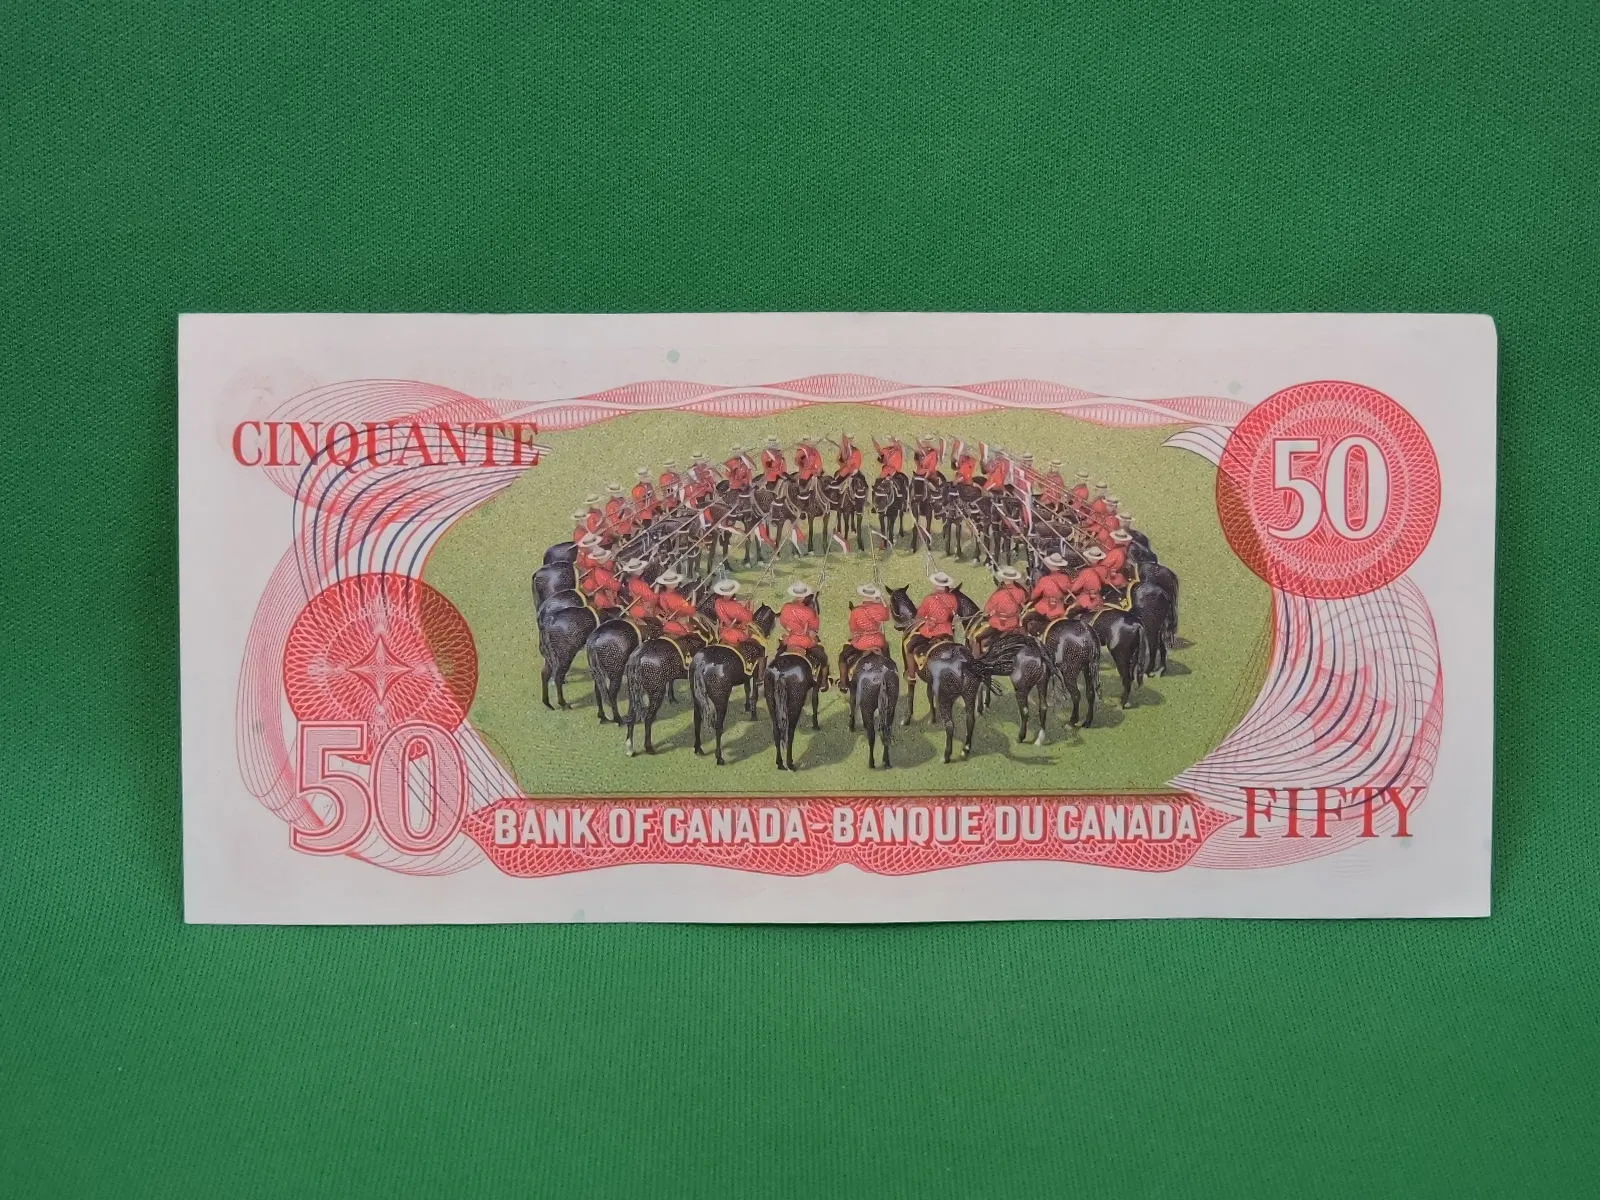 CINQUANTE
50
50
BANK OF CANADA - BANQUE DU CANADA
FIFTY